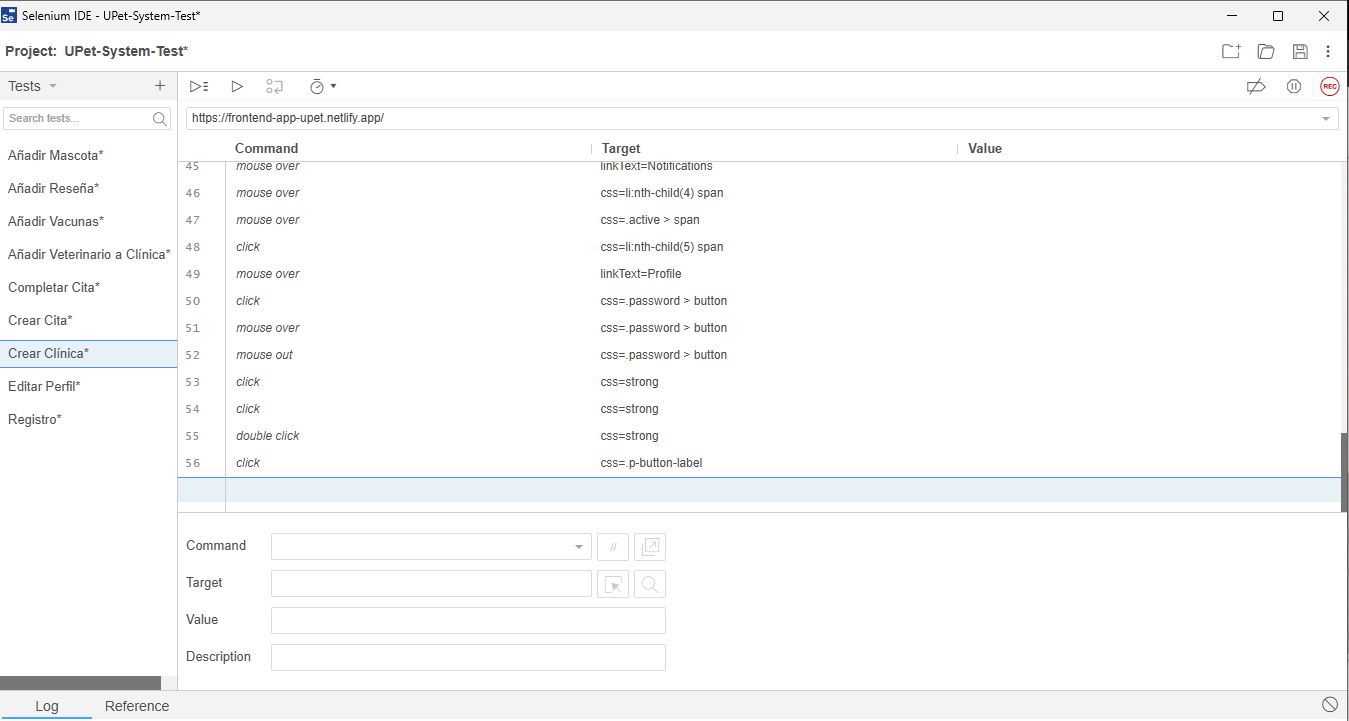 Selenium IDE - UPet-System-Test*
Project: UPet-System-Test*
Tests
REC
Search tests...
https://frontend-app-upet.netlify.app/
Command Target Value
Añadir Mascota*
Añadir Reseña*
Añadir Vacunas*
Añadir Veterinario a Clínica*
Completar Cita*
Crear Cita*
Crear Clínica*
Editar Perfil*
Registro*
45 mouse over linkText=Notifications
46 mouse over css=li:nth-child(4) span
47 mouse over css=.active > span
48 click css=li:nth-child(5) span
49 mouse over linkText=Profile
50 click css=.password > button
51 mouse over css=.password > button
52 mouse out css=.password > button
53 click css=strong
54 click css=strong
55 double click css=strong
56 click css=.p-button-label
Command //
Target
Value
Description
Log Reference